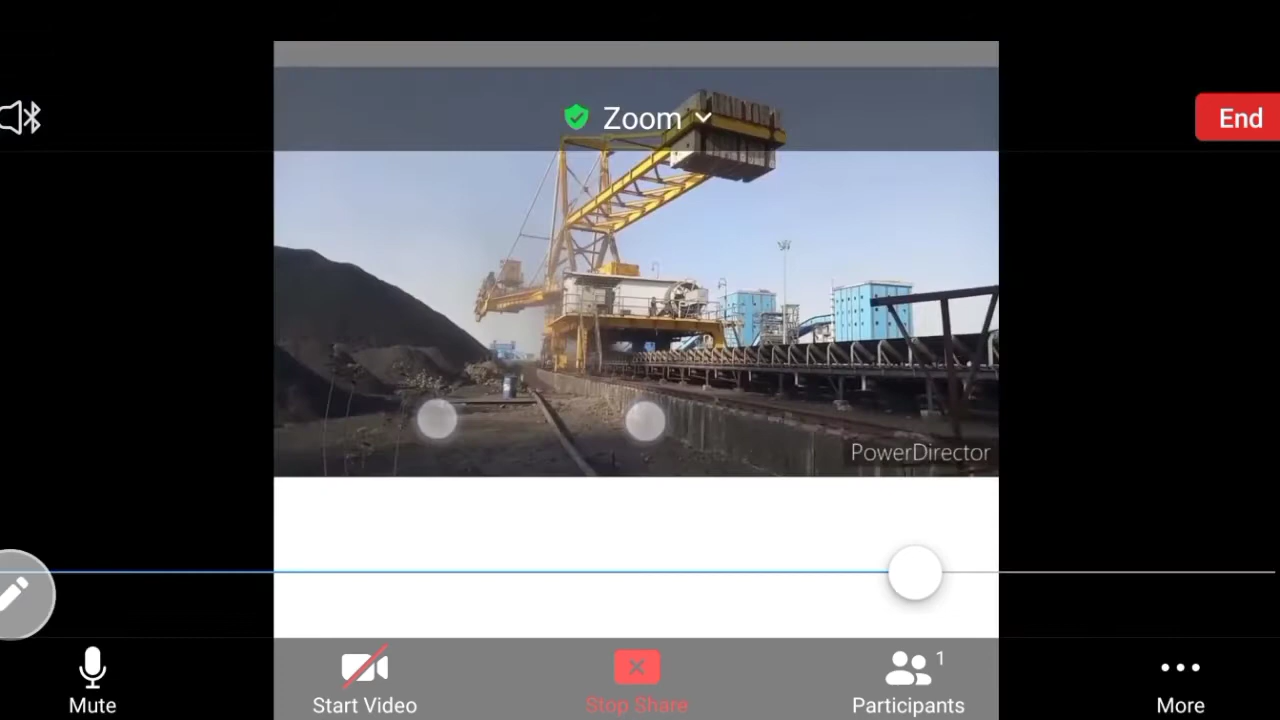 Zoom
End
PowerDirector
Mute
Start Video
Stop Share
1
Participants
More